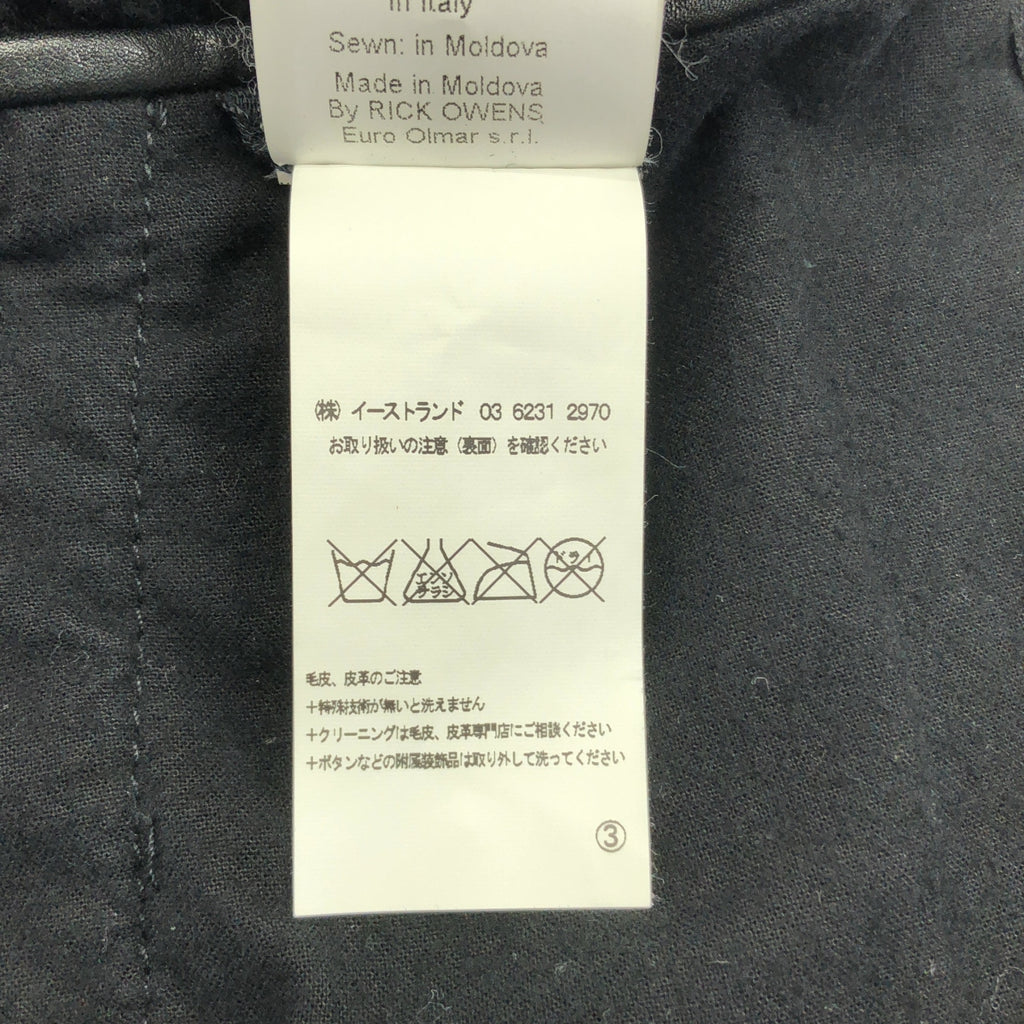 in Italy
Sewn: in Moldova
Made in Moldova
By RICK OWENS
Euro Olmar s.r.l.
(株) イーストランド 03 6231 2970
お取り扱いの注意 (裏面) を確認ください
エンソ
チラシ
ドライ
毛皮、皮革のご注意
+特殊技術が無いと洗えません
+クリーニングは毛皮、皮革専門店にご相談ください
+ボタンなどの附属装飾品は取り外して洗ってください
③